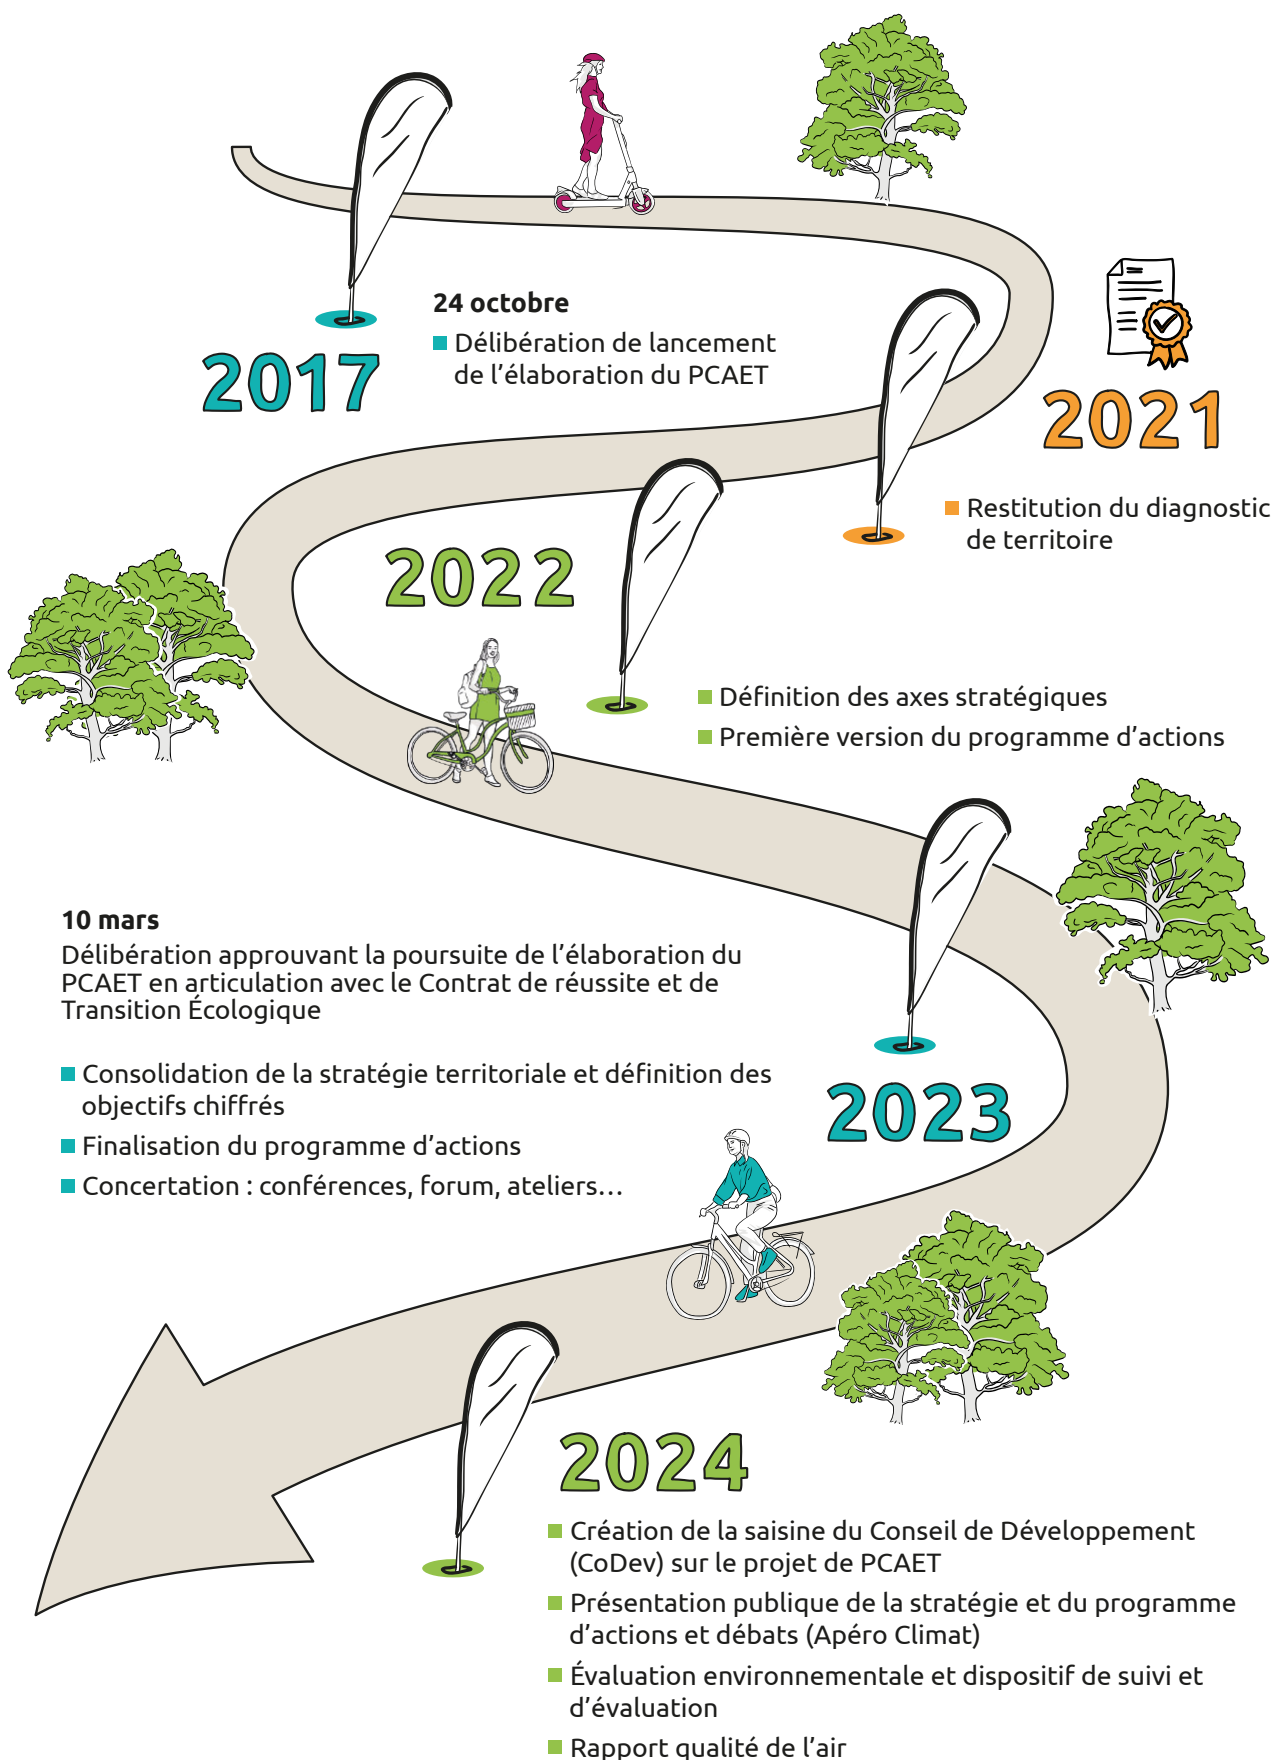 24 octobre
■ Délibération de lancement
de l’élaboration du PCAET
2017
2021
■ Restitution du diagnostic
de territoire
2022
■ Définition des axes stratégiques
■ Première version du programme d’actions
10 mars
Délibération approuvant la poursuite de l’élaboration du
PCAET en articulation avec le Contrat de réussite et de
Transition Écologique
■ Consolidation de la stratégie territoriale et définition des
objectifs chiffrés
■ Finalisation du programme d’actions
■ Concertation : conférences, forum, ateliers…
2023
2024
■ Création de la saisine du Conseil de Développement
(CoDev) sur le projet de PCAET
■ Présentation publique de la stratégie et du programme
d’actions et débats (Apéro Climat)
■ Évaluation environnementale et dispositif de suivi et
d’évaluation
■ Rapport qualité de l’air